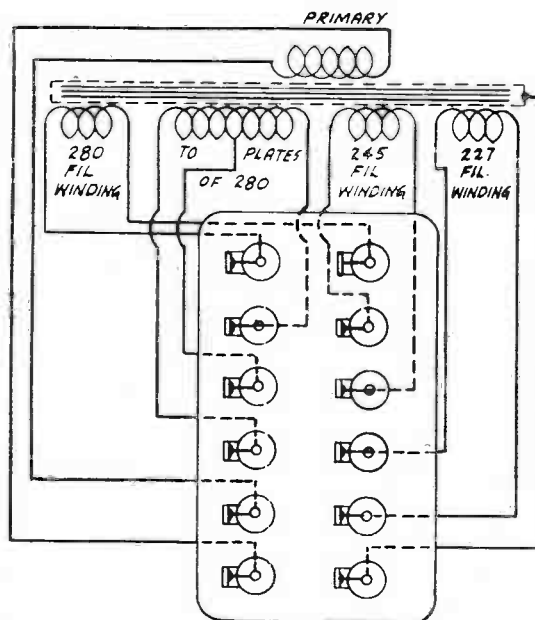 PRIMARY
280
FIL
WINDING
TO PLATES
OF 280
245
FIL
WINDING
227
FIL.
WINDING